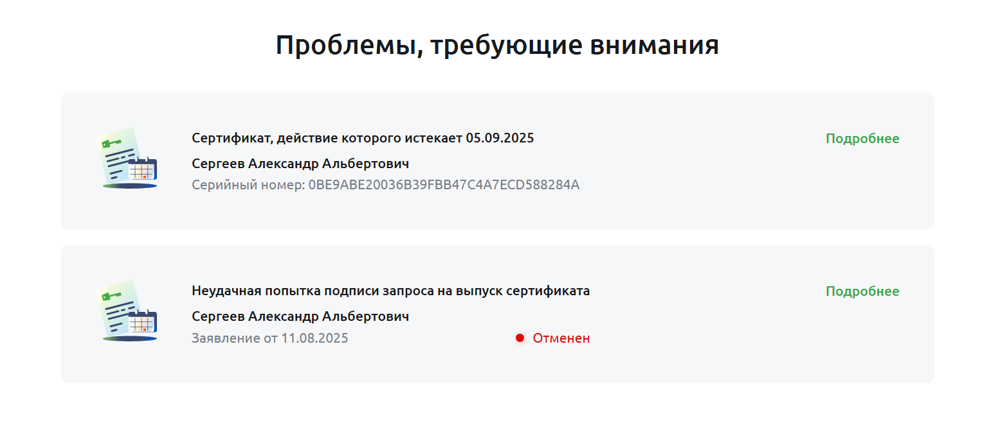 Проблемы, требующие внимания
Сертификат, действие которого истекает 05.09.2025
Подробнее
Сергеев Александр Альбертович
Серийный номер: 0BE9ABE20036B39FBB47C4A7ECD588284A
Неудачная попытка подписи запроса на выпуск сертификата
Подробнее
Сергеев Александр Альбертович
Заявление от 11.08.2025
Отменен